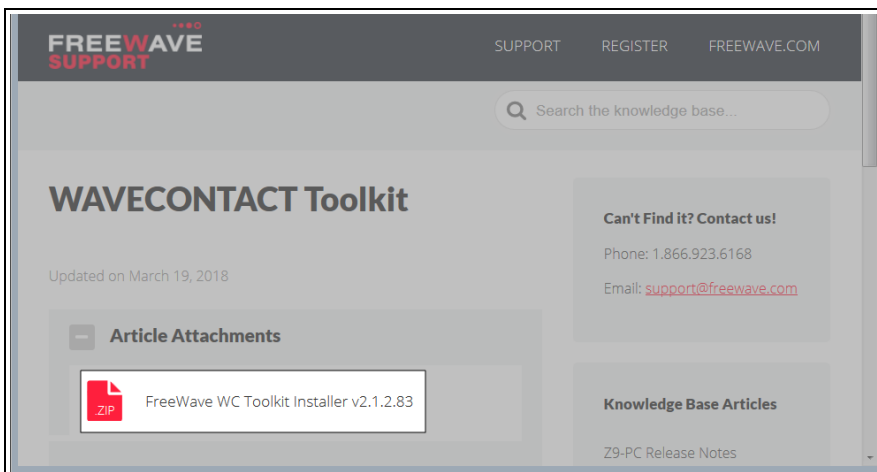 FREEWAVE
SUPPORT
SUPPORT REGISTER FREEWAVE.COM
Search the knowledge base...
WAVECONTACT Toolkit
Updated on March 19, 2018
Article Attachments
.ZIP FreeWave WC Toolkit Installer v2.1.2.83
Can't Find it? Contact us!
Phone: 1.866.923.6168
Email: support@freewave.com
Knowledge Base Articles
Z9-PC Release Notes